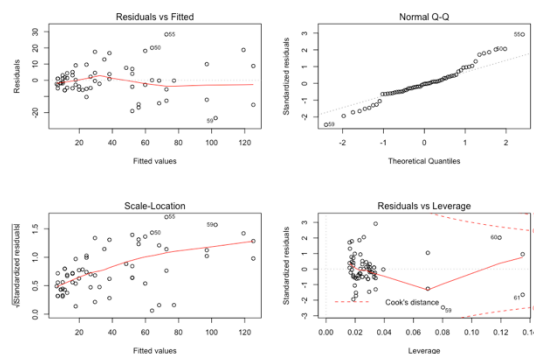 Residuals vs Fitted
Residuals
30
10
0
-20
55
50
59
20 40 60 80 100 120
Fitted values
Normal Q-Q
Standardized residuals
3
2
1
0
-1
-2
55
59
-2 -1 0 1 2
Theoretical Quantiles
Scale-Location
√|Standardized residuals|
1.5
1.0
0.5
0.0
55
50
59
20 40 60 80 100 120
Fitted values
Residuals vs Leverage
Standardized residuals
3
2
1
0
-1
-2
-3
60
61
59
Cook's distance
0.00 0.02 0.04 0.06 0.08 0.10 0.12 0.14
Leverage